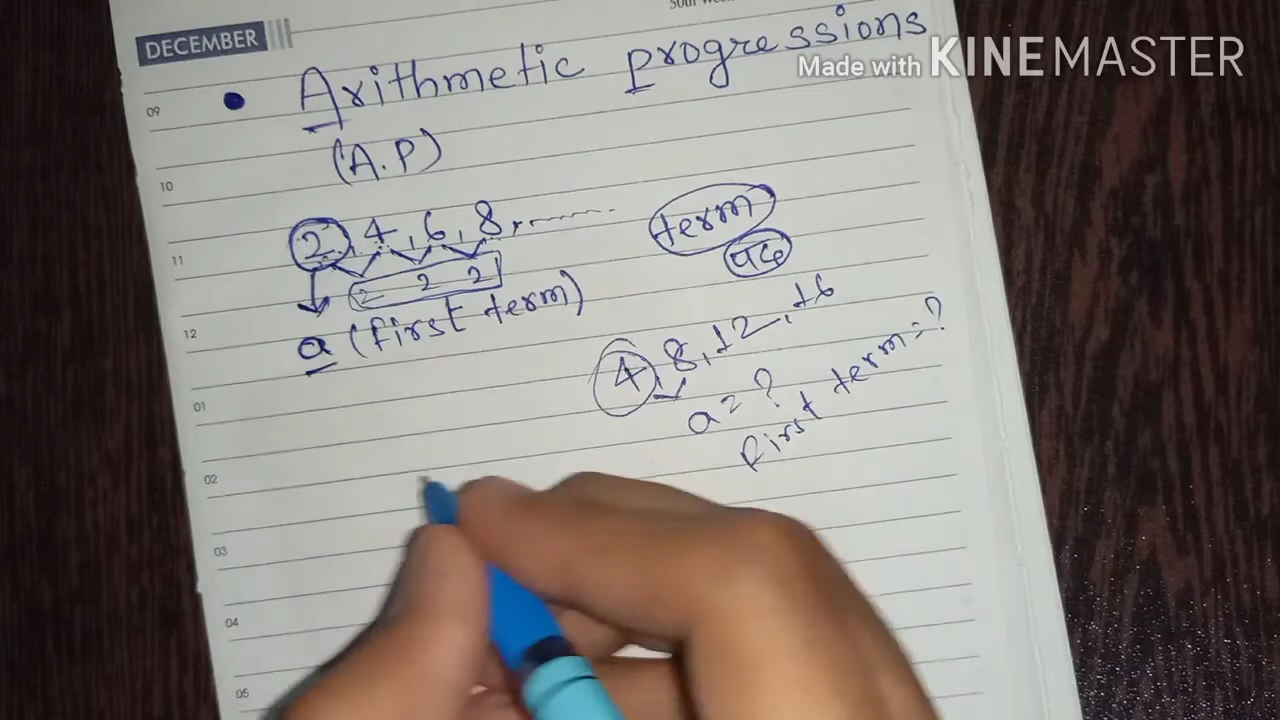 DECEMBER
Made with KINEMASTER
• Arithmetic progressions
(A.P)
2, 4, 6, 8, ........
2 2 2
a (first term)
term
पद
4, 8, 12, 16
a = ?
first term = ?
09
10
11
12
01
02
03
04
05